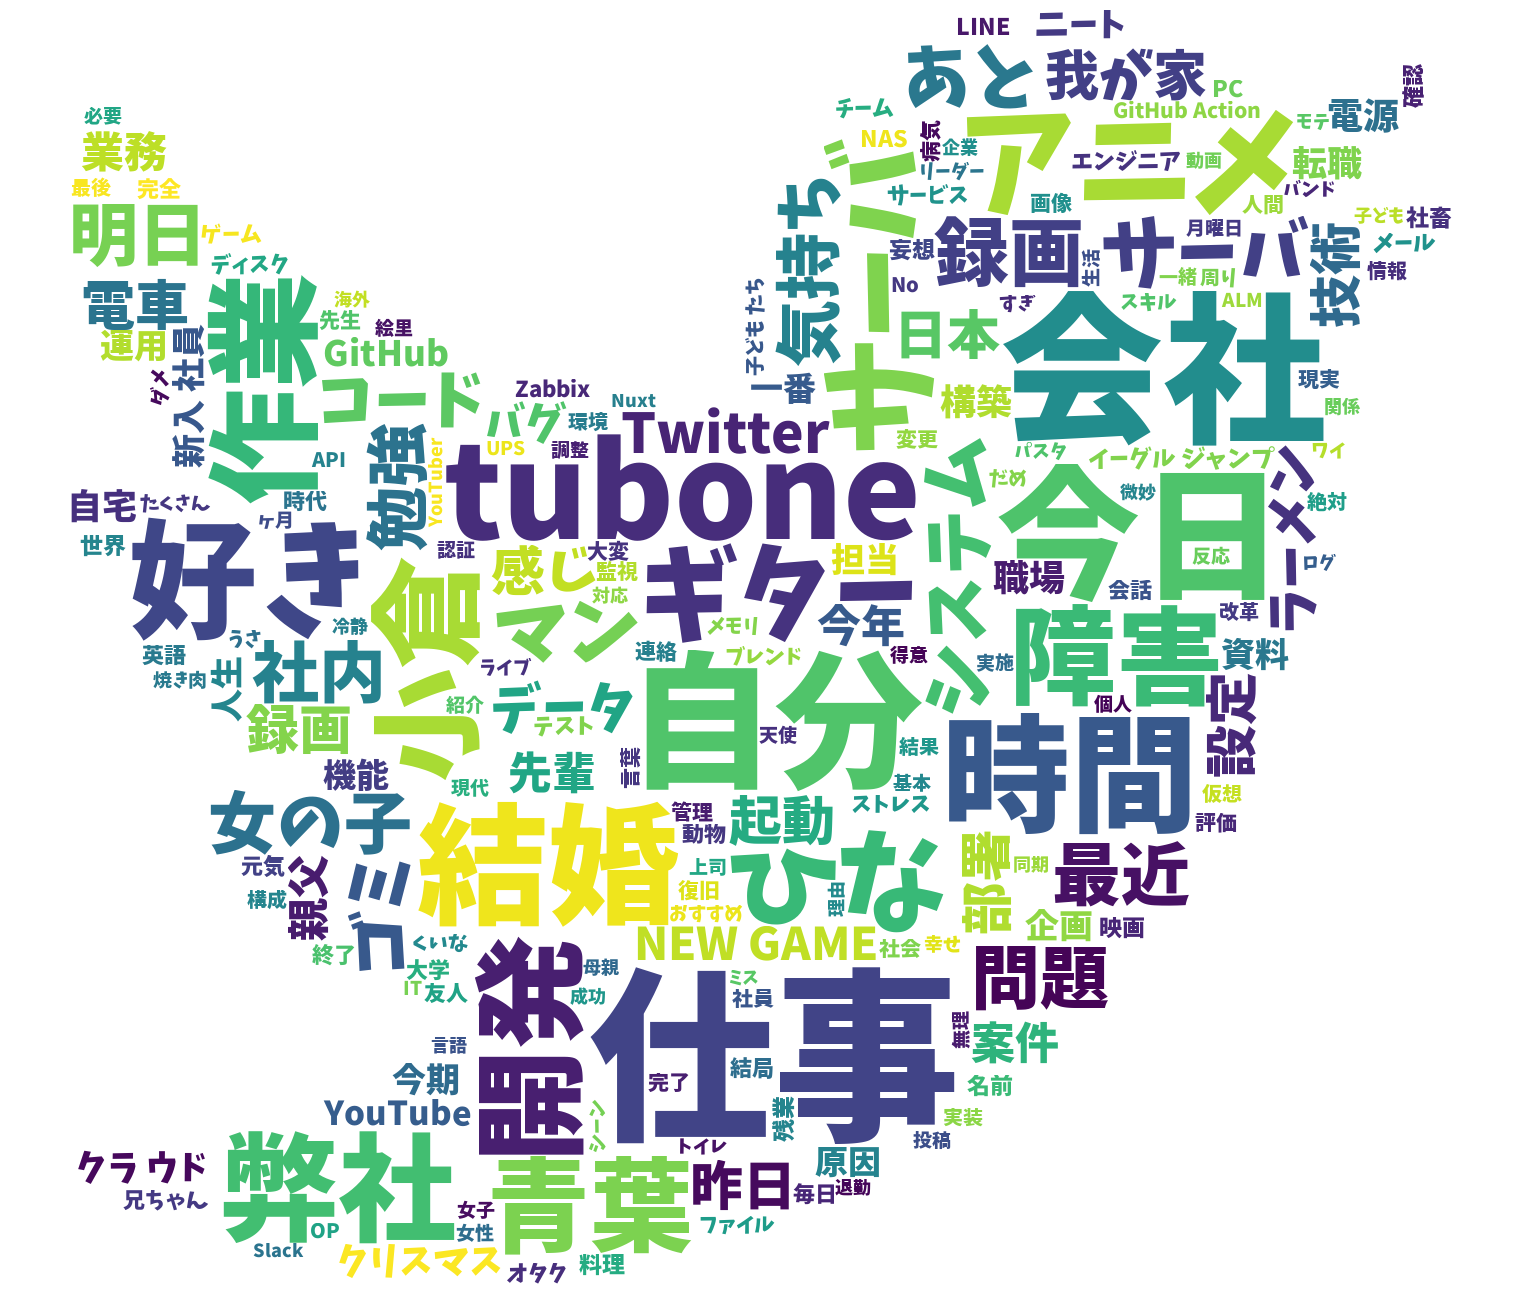 LINE
ニート
あと
我が家
PC
確認
チーム
GitHub Action
モテ
電源
必要
業務
NAS
病気
企業
アニメ
エンジニア
動画
転職
最後
完全
リーダー
サービス
画像
人間
バンド
明日
ゲーム
サーバ
気持ち
妄想
録画
サーバ
月曜日
子ども
社畜
技術
メール
ディスク
電車
作業
海外
先生
絵里
子どもたち
No
生活
一緒
周り
情報
すぎ
スキル
ALM
運用
GitHub
日本
会社
社員
ダメ
コード
Zabbix
Nuxt
一番
構築
現実
関係
新入
バグ
環境
Twitter
変更
勉強
YouTuber
UPS
調整
tubone
API
パスタ
イーグル
ジャンプ
ワイ
自宅
たくさん
時代
システム
だめ
今日
微妙
ラーメン
絶対
世界
好き
ヶ月
認証
感じ
大変
監視
ギター
担当
職場
反応
ログ
会話
小倉
対応
マン
メモリ
今年
障害
改革
うさ
冷静
英語
焼き肉
人生
社内
ライブ
連絡
ブレンド
得意
実施
資料
録画
紹介
データ
テスト
自分
天使
結果
個人
設定
時間
機能
現代
先輩
言葉
基本
ストレス
仮想
評価
女の子
結婚
管理
動物
起動
ひな
部署
同期
最近
元気
親父
ゴミ
上司
復旧
おすすめ
理由
構成
企画
映画
終了
くいな
NEW GAME
社会
幸せ
大学
IT
友人
開発
母親
成功
ミス
社員
仕事
問題
無理
案件
言語
今期
完了
結局
名前
YouTube
シーン
残業
実装
投稿
クラウド
兄ちゃん
弊社
トイレ
原因
青葉
昨日
毎日
退勤
女子
女性
OP
Slack
クリスマス
ファイル
オタク
料理